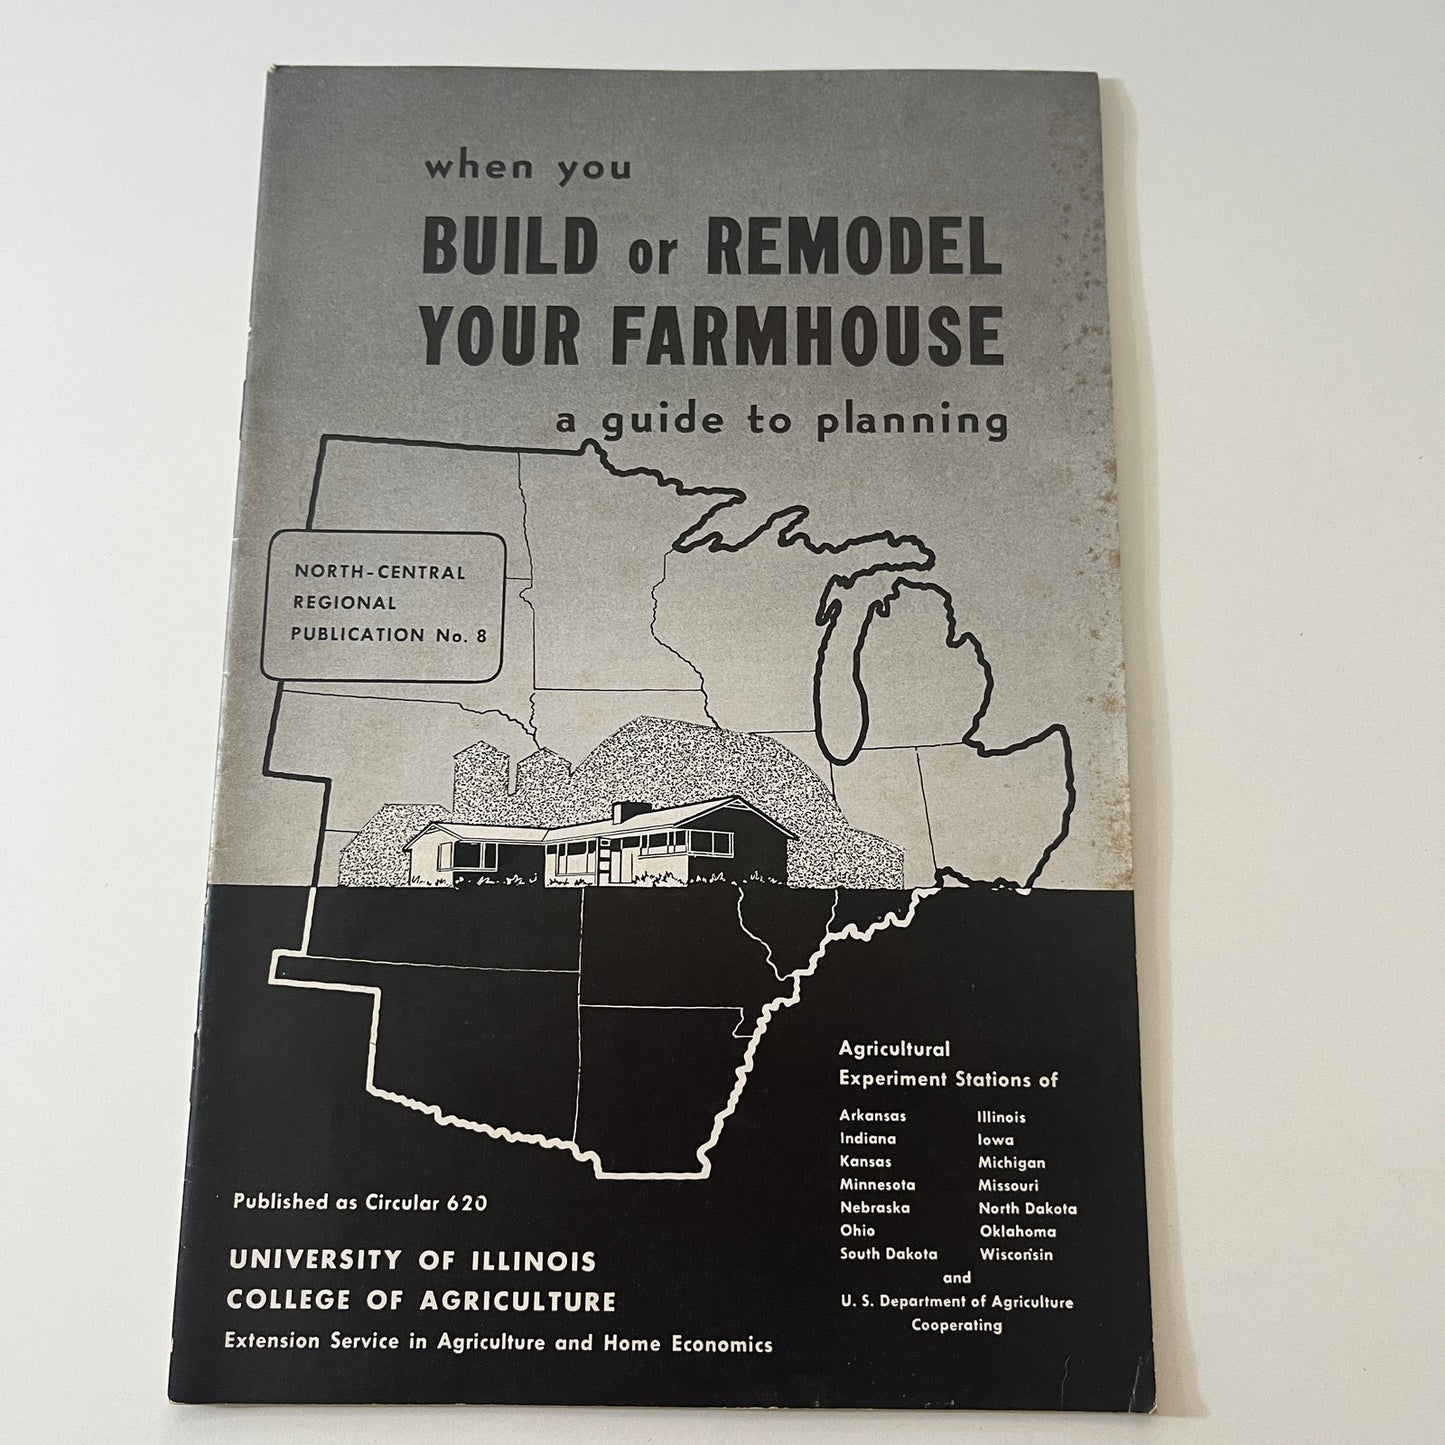 when you
BUILD or REMODEL
YOUR FARMHOUSE
a guide to planning
NORTH-CENTRAL
REGIONAL
PUBLICATION No. 8
Agricultural
Experiment Stations of
Arkansas Illinois
Indiana Iowa
Kansas Michigan
Minnesota Missouri
Nebraska North Dakota
Ohio Oklahoma
South Dakota Wisconsin
and
U. S. Department of Agriculture
Cooperating
Published as Circular 620
UNIVERSITY OF ILLINOIS
COLLEGE OF AGRICULTURE
Extension Service in Agriculture and Home Economics